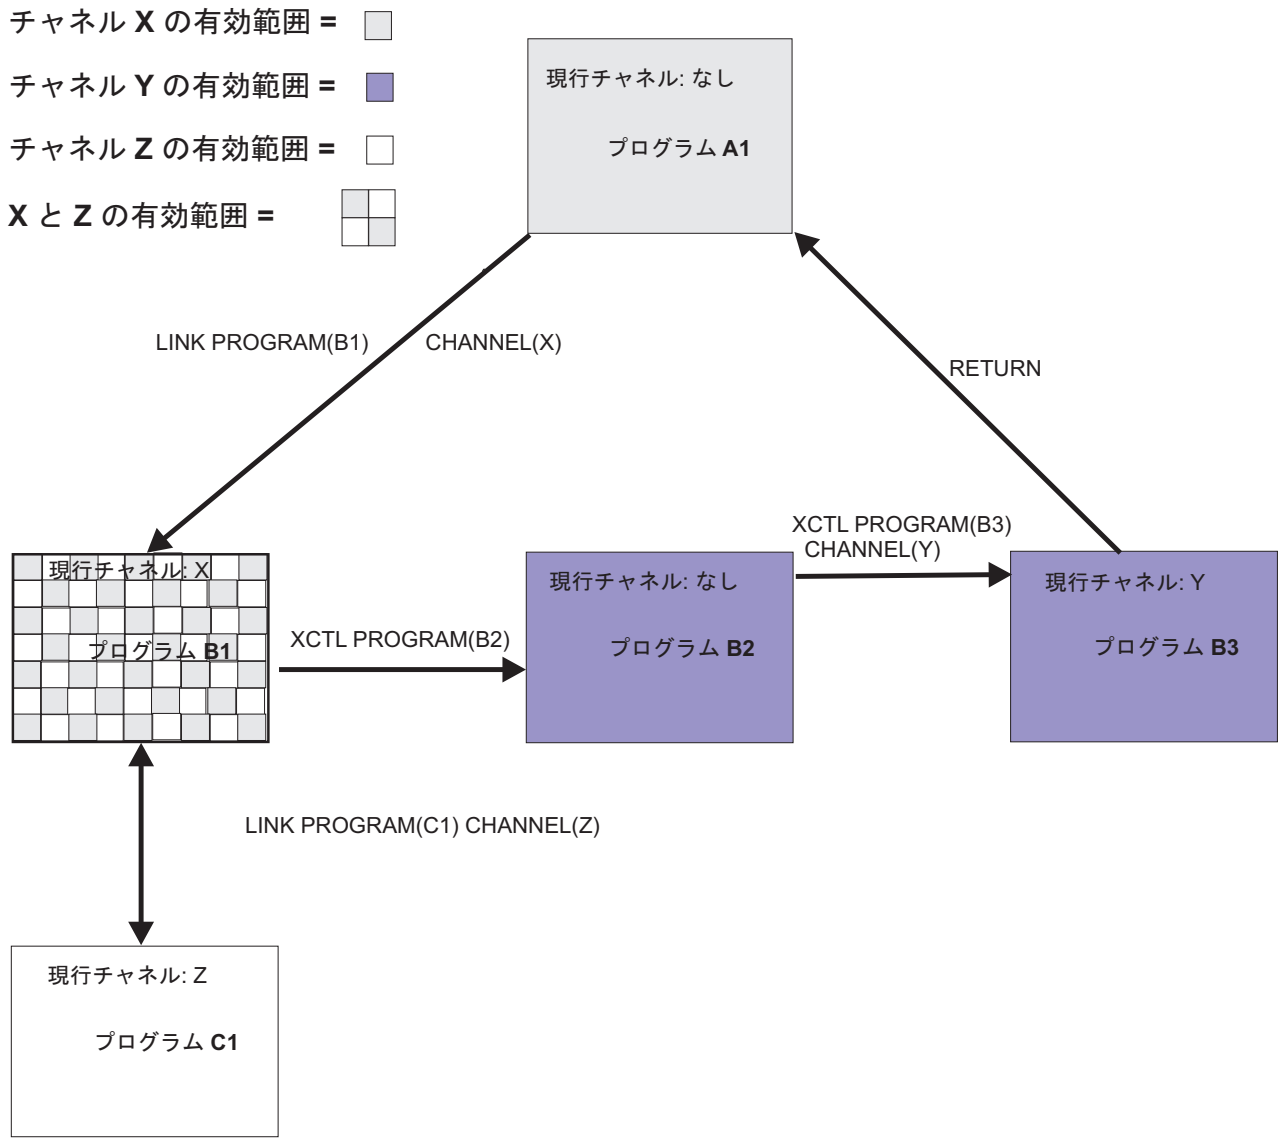 チャネル X の有効範囲 =
チャネル Y の有効範囲 =
チャネル Z の有効範囲 =
X と Z の有効範囲 =
現行チャネル: なし
プログラム A1
LINK PROGRAM(B1) CHANNEL(X)
RETURN
現行チャネル: X
プログラム B1
XCTL PROGRAM(B2)
現行チャネル: なし
プログラム B2
XCTL PROGRAM(B3)
CHANNEL(Y)
現行チャネル: Y
プログラム B3
LINK PROGRAM(C1) CHANNEL(Z)
現行チャネル: Z
プログラム C1